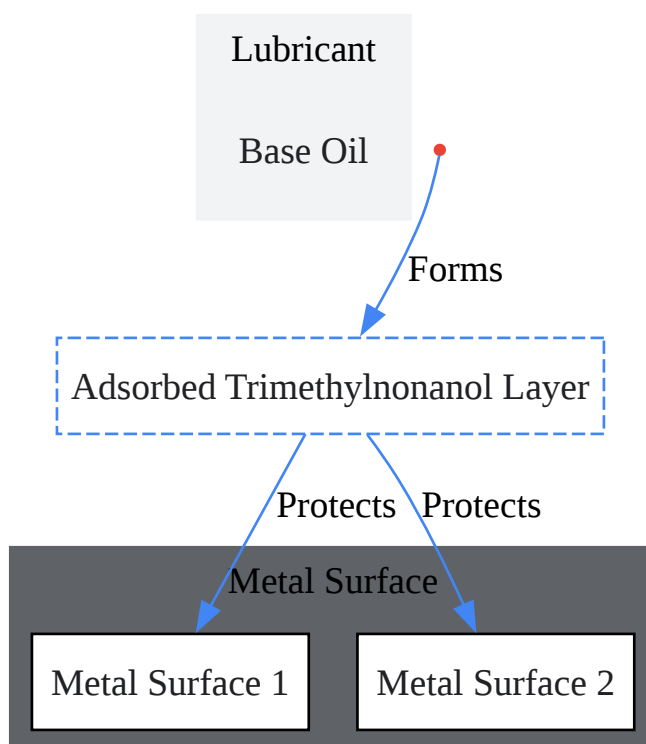 Lubricant
Base Oil
Forms
Adsorbed Trimethylnonanol Layer
Protects
Protects
Metal Surface
Metal Surface 1
Metal Surface 2